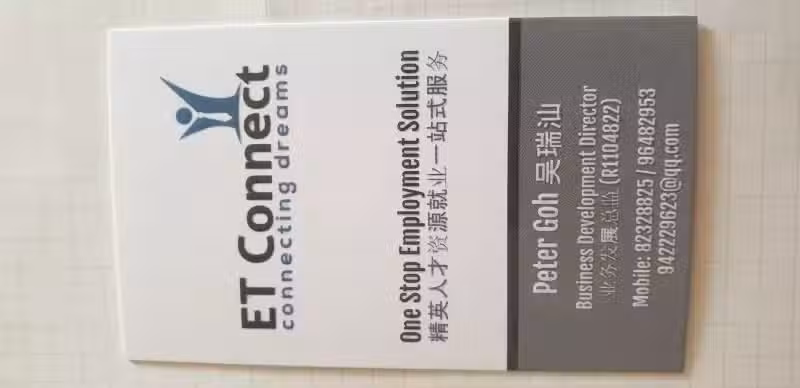 ET Connect
connecting dreams
One Stop Employment Solution
精英人才资源就业一站式服务
Peter Goh 吴瑞汕
Business Development Director
业务发展总监 (R1104822)
Mobile: 82328825 / 96482953
942229623@qq.com